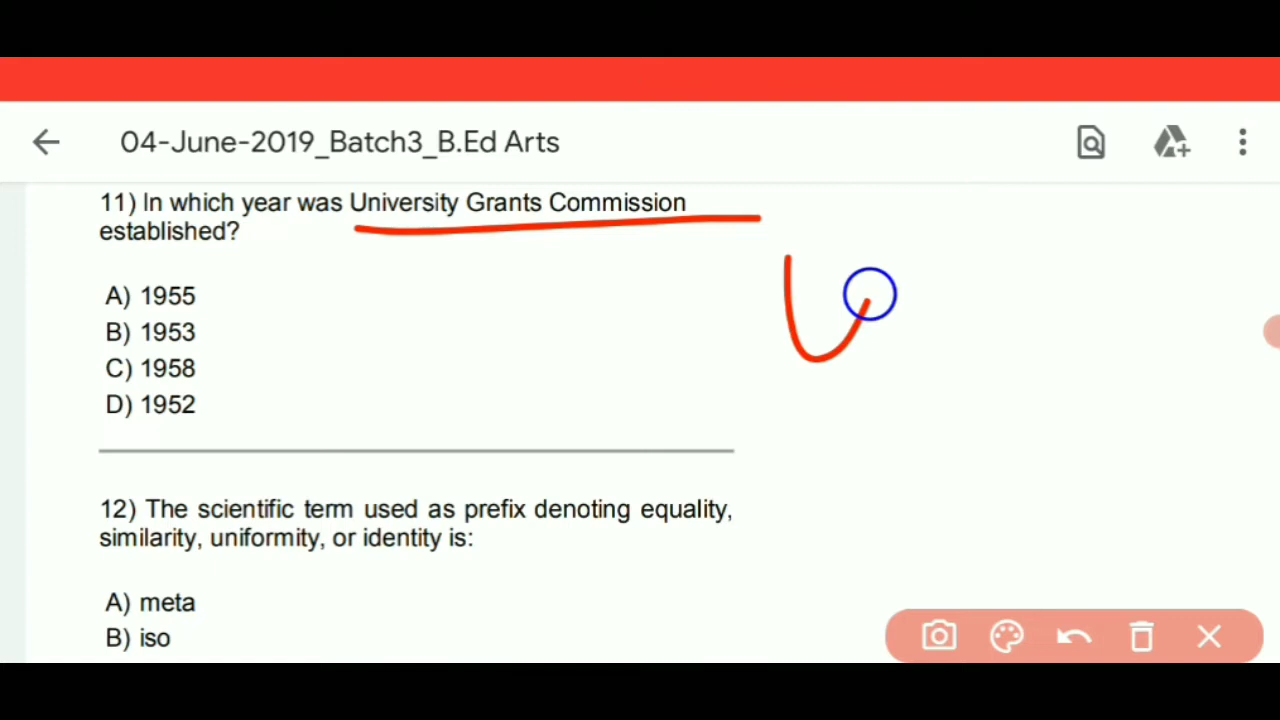 04-June-2019_Batch3_B.Ed Arts
11) In which year was University Grants Commission
established?
A) 1955
B) 1953
C) 1958
D) 1952
12) The scientific term used as prefix denoting equality,
similarity, uniformity, or identity is:
A) meta
B) iso